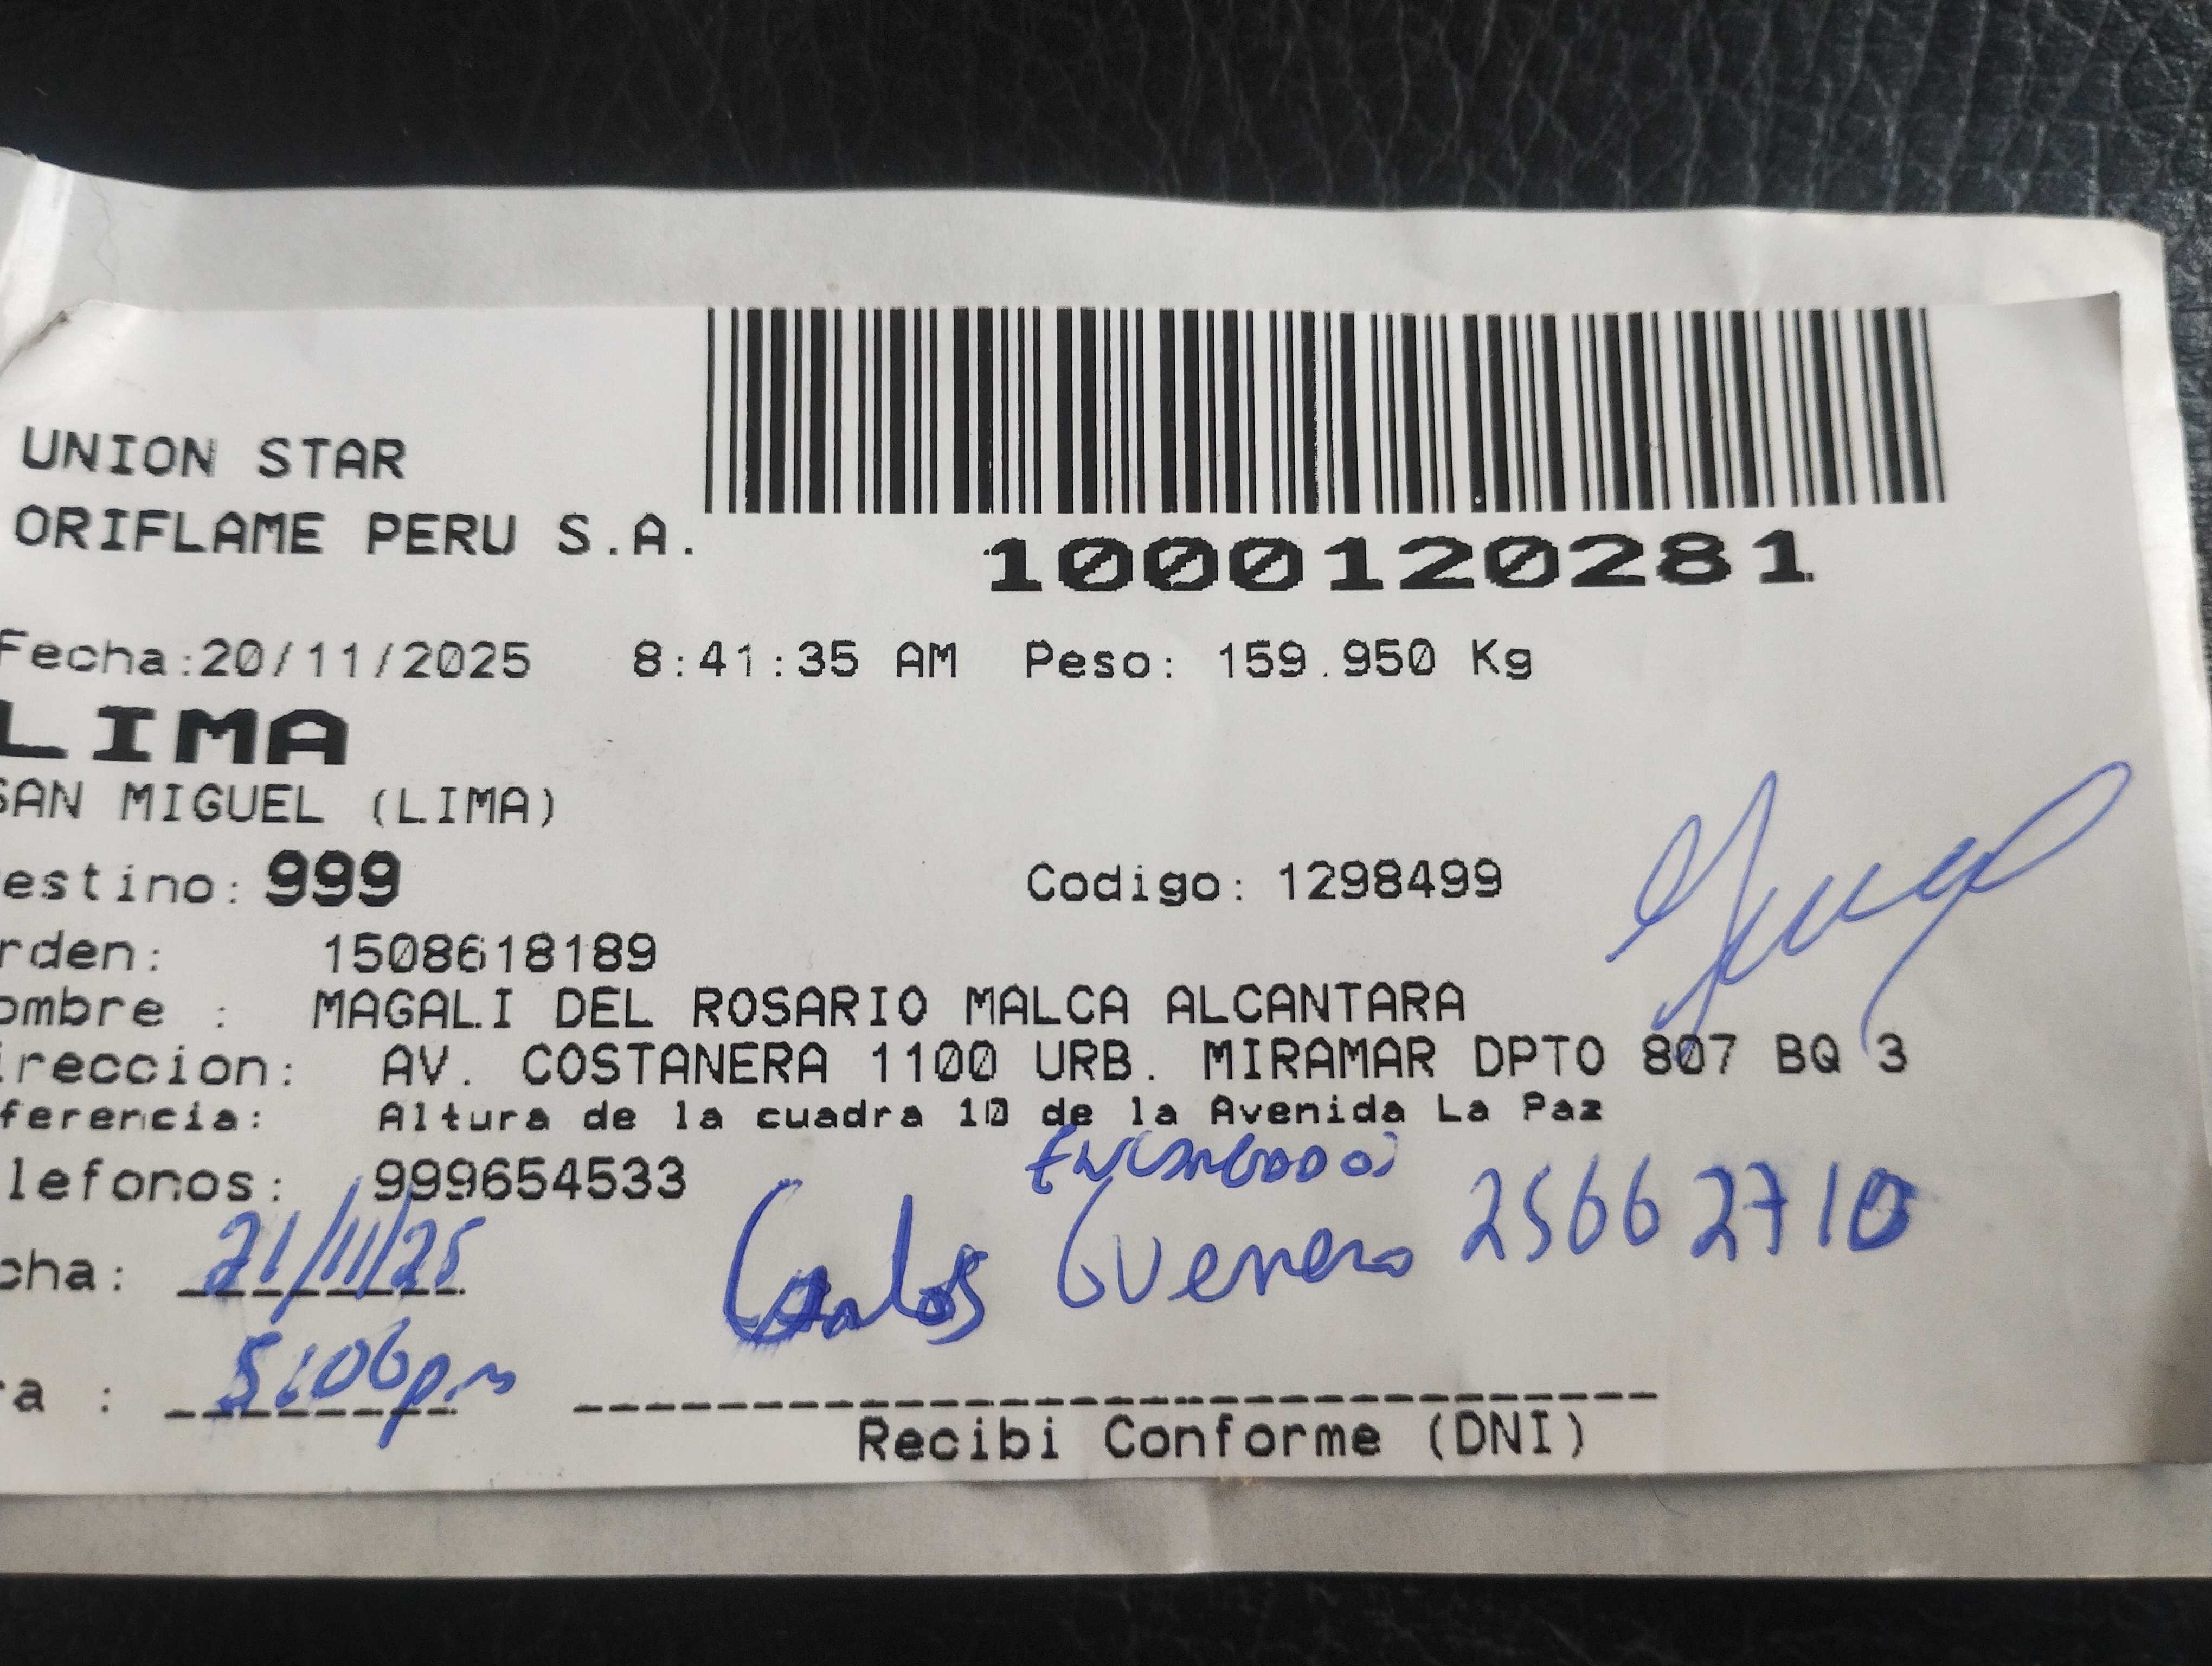 UNION STAR
ORIFLAME PERU S.A.
1000120281
Fecha:20/11/2025 8:41:35 AM Peso: 159.950 Kg
LIMA
SAN MIGUEL (LIMA)
estino: 999 Codigo: 1298499
rden: 1508618189
ombre : MAGALI DEL ROSARIO MALCA ALCANTARA
ireccion: AV. COSTANERA 1100 URB. MIRAMAR DPTO 807 BQ 3
ferencia: Altura de la cuadra 10 de la Avenida La Paz
lefonos: 999654533
cha: 21/11/25 Carlos Guerrero 25662710
ra : 5:06pm
Recibi Conforme (DNI)